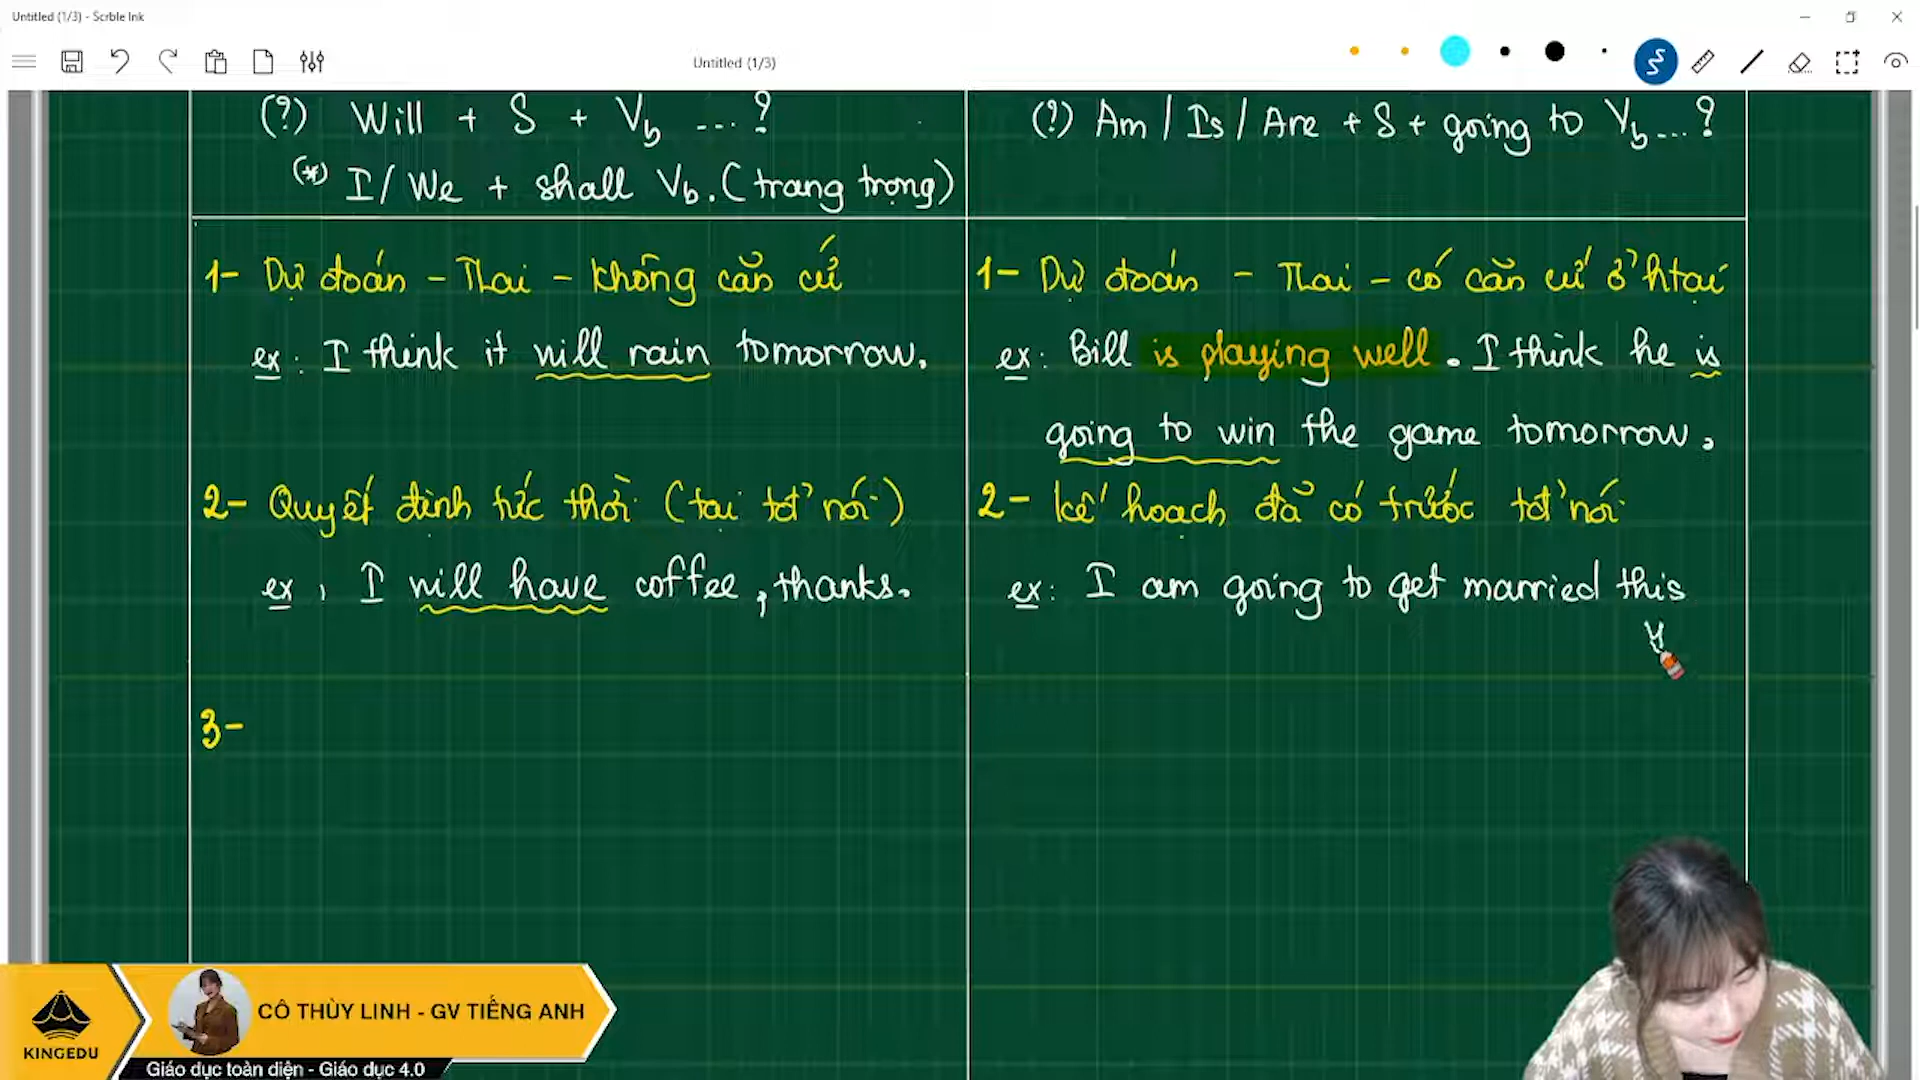 Untitled (1/3) - Scrble Ink
Untitled (1/3)
(?) Will + S + Vb ... ?
(*) I/We + shall Vb. (trang trọng)
1- Dự đoán - TLai - không căn cứ
ex: I think it will rain tomorrow.
2- Quyết định tức thời (tại tđ' nói)
ex: I will have coffee, thanks.
3-
(?) Am / Is / Are + S + going to Vb ... ?
1- Dự đoán - TLai - có căn cứ ở htại
ex: Bill is playing well. I think he is
going to win the game tomorrow.
2- kế hoạch đã có trước tđ' nói
ex: I am going to get married this
y
CÔ THÙY LINH - GV TIẾNG ANH
KINGEDU
Giáo dục toàn diện - Giáo dục 4.0